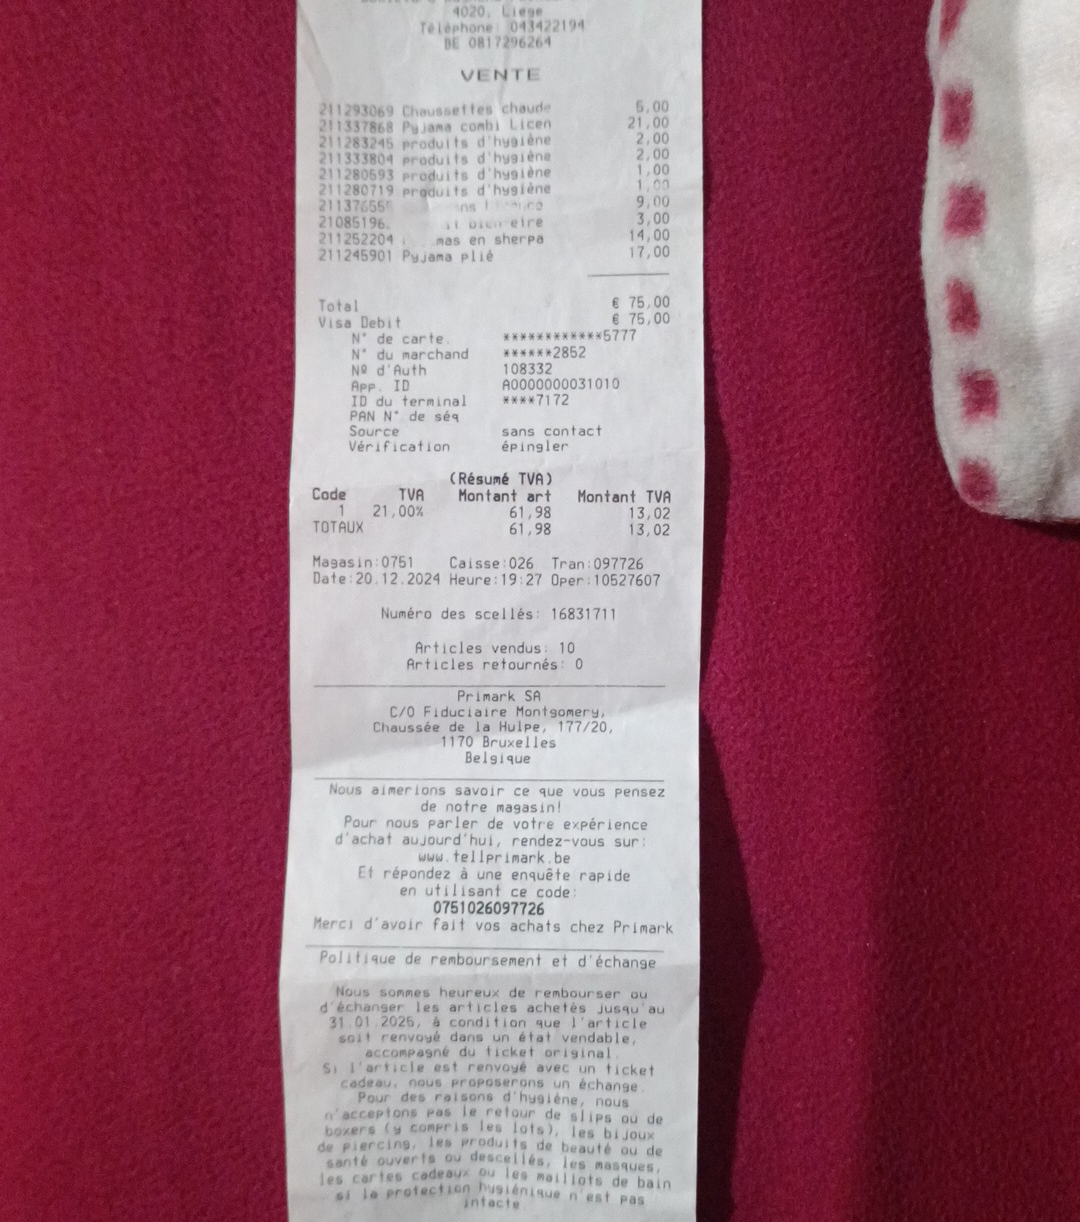 4020, Liege
Téléphone: 043422194
BE 0817296264
VENTE
211293069 Chaussettes chaude 5,00
211337868 Pyjama combi Licen 21,00
211283245 produits d'hygiène 2,00
211333804 produits d'hygiène 2,00
211280593 produits d'hygiène 1,00
211280719 produits d'hygiène 1,00
9,00
21085196. 3,00
211252204 mas en sherpa 14,00
211245901 Pyjama plié 17,00
Total € 75,00
Visa Debit € 75,00
N° de carte. ************5777
N° du marchand ******2852
Nº d'Auth 108332
App. ID A0000000031010
ID du terminal ****7172
PAN N° de séq
Source sans contact
Vérification épingler
(Résumé TVA)
Code TVA Montant art Montant TVA
1 21,00% 61,98 13,02
TOTAUX 61,98 13,02
Magasin:0751 Caisse:026 Tran:097726
Date:20.12.2024 Heure:19:27 Oper:10527607
Numéro des scellés: 16831711
Articles vendus: 10
Articles retournés: 0
Primark SA
C/O Fiduciaire Montgomery,
Chaussée de la Hulpe, 177/20,
1170 Bruxelles
Belgique
Nous aimerions savoir ce que vous pensez
de notre magasin!
Pour nous parler de votre expérience
d'achat aujourd'hui, rendez-vous sur:
www.tellprimark.be
Et répondez à une enquête rapide
en utilisant ce code:
0751026097726
Merci d'avoir fait vos achats chez Primark
Politique de remboursement et d'échange
Nous sommes heureux de rembourser ou
d'échanger les articles achetés jusqu'au
31.01.2025, à condition que l'article
soit renvoyé dans un état vendable,
accompagné du ticket original.
Si l'article est renvoyé avec un ticket
cadeau, nous proposerons un échange.
Pour des raisons d'hygiène, nous
n'acceptons pas le retour de slips ou de
boxers (y compris les lots), les bijoux
de piercing, les produits de beauté ou de
santé ouverts ou descellés, les masques,
les cartes cadeaux ou les maillots de bain
si la protection hygiénique n'est pas
intacte